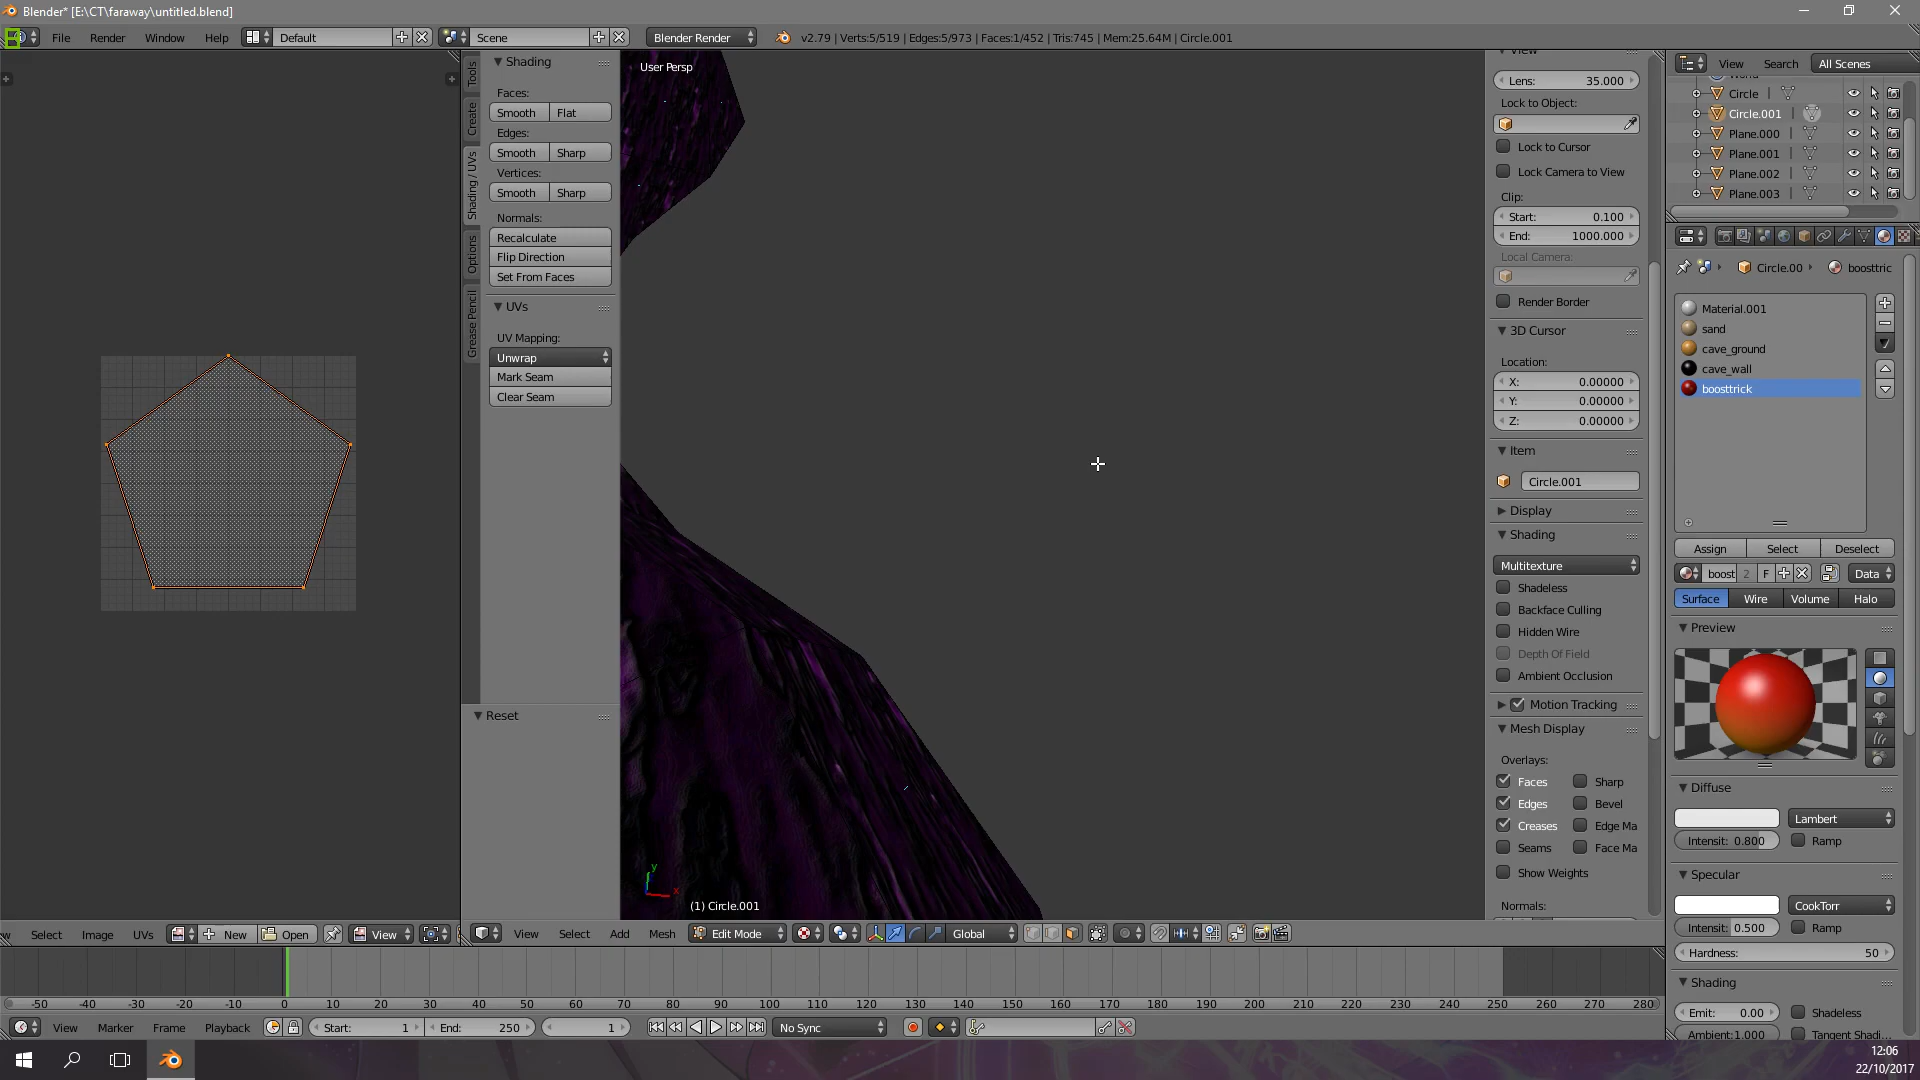 Blender* [E:\CT\faraway\untitled.blend]
File Render Window Help Default Scene Blender Render v2.79 | Verts:5/519 | Edges:5/973 | Faces:1/452 | Tris:745 | Mem:25.64M | Circle.001
Tools
Create
Shading / UVs
Options
Grease Pencil
Shading
Faces:
Smooth Flat
Edges:
Smooth Sharp
Vertices:
Smooth Sharp
Normals:
Recalculate
Flip Direction
Set From Faces
UVs
UV Mapping:
Unwrap
Mark Seam
Clear Seam
Reset
User Persp
(1) Circle.001
y
x
View
Lens: 35.000
Lock to Object:
Lock to Cursor
Lock Camera to View
Clip:
Start: 0.100
End: 1000.000
Local Camera:
Render Border
3D Cursor
Location:
X: 0.00000
Y: 0.00000
Z: 0.00000
Item
Circle.001
Display
Shading
Multitexture
Shadeless
Backface Culling
Hidden Wire
Depth Of Field
Ambient Occlusion
Motion Tracking
Mesh Display
Overlays:
Faces Sharp
Edges Bevel
Creases Edge Ma
Seams Face Ma
Show Weights
Normals:
View Search All Scenes
World
Circle
Circle.001
Plane.000
Plane.001
Plane.002
Plane.003
Circle.00 boosttric
Material.001
sand
cave_ground
cave_wall
boosttrick
Assign Select Deselect
boost 2 F Data
Surface Wire Volume Halo
Preview
Diffuse
Lambert
Intensit: 0.800 Ramp
Specular
CookTorr
Intensit: 0.500 Ramp
Hardness: 50
Shading
Emit: 0.00 Shadeless
Ambient:1.000 Tangent Shadi...
w Select Image UVs New Open View
View Select Add Mesh Edit Mode Global
-50 -40 -30 -20 -10 0 10 20 30 40 50 60 70 80 90 100 110 120 130 140 150 160 170 180 190 200 210 220 230 240 250 260 270 280
View Marker Frame Playback Start: 1 End: 250 1 No Sync
12:06
22/10/2017